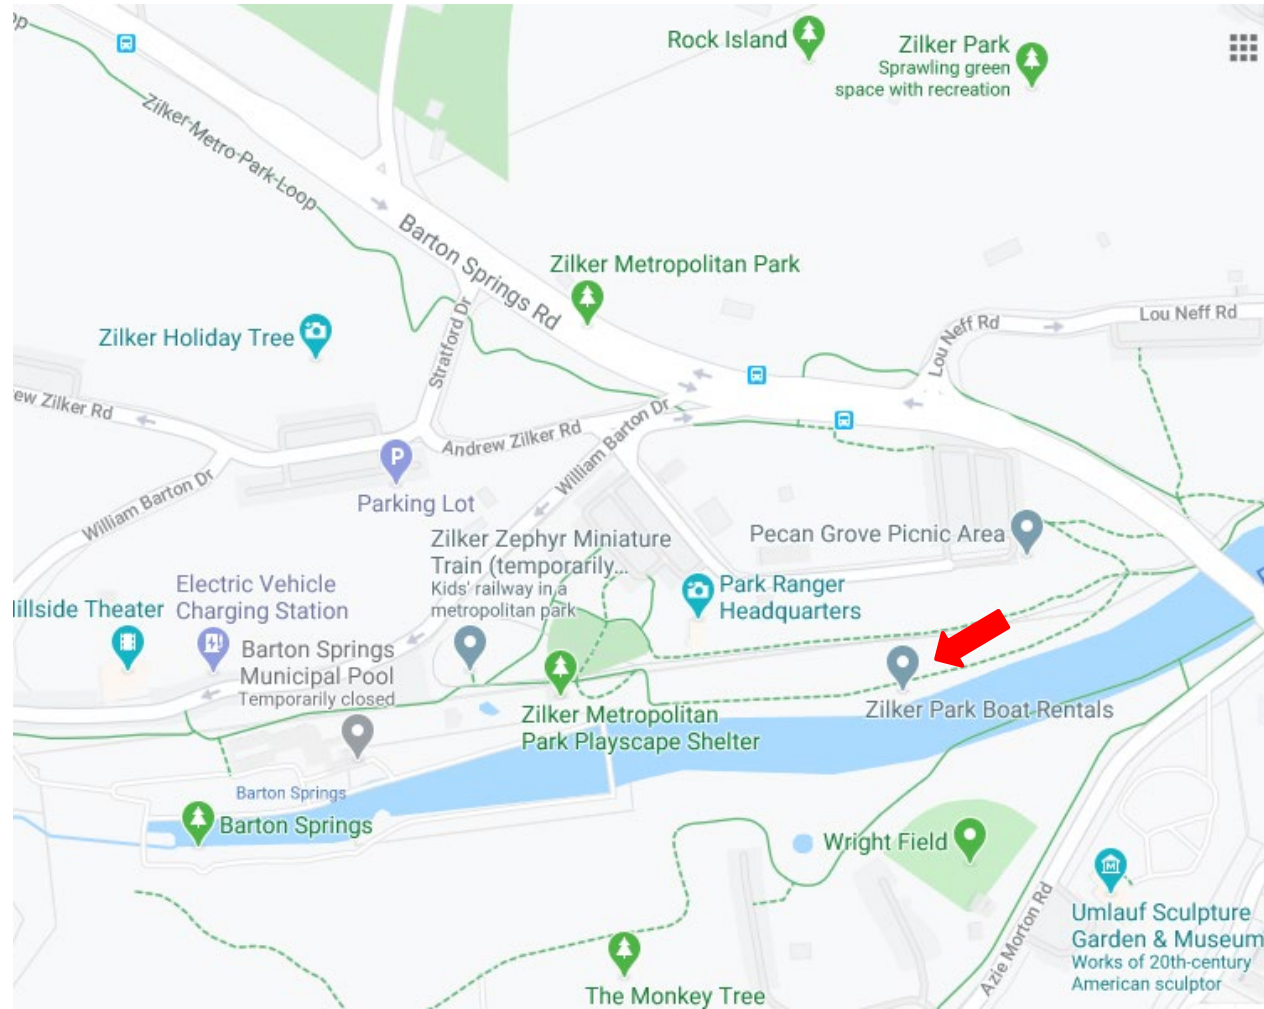 op
Rock Island
Zilker Park
Sprawling green
space with recreation
Zilker Metro Park Loop
Barton Springs Rd
Zilker Metropolitan Park
Lou Neff Rd
Lou Neff Rd
Zilker Holiday Tree
Stratford Dr
ew Zilker Rd
Andrew Zilker Rd
William Barton Dr
William Barton Dr
P
Parking Lot
Zilker Zephyr Miniature
Train (temporarily...
Kids' railway in a
metropolitan park
Pecan Grove Picnic Area
Park Ranger
Headquarters
Electric Vehicle
Charging Station
Hillside Theater
Barton Springs
Municipal Pool
Temporarily closed
Zilker Park Boat Rentals
Zilker Metropolitan
Park Playscape Shelter
Barton Springs
Barton Springs
Wright Field
M
Umlauf Sculpture
Garden & Museum
Works of 20th-century
American sculptor
Azie Morton Rd
The Monkey Tree